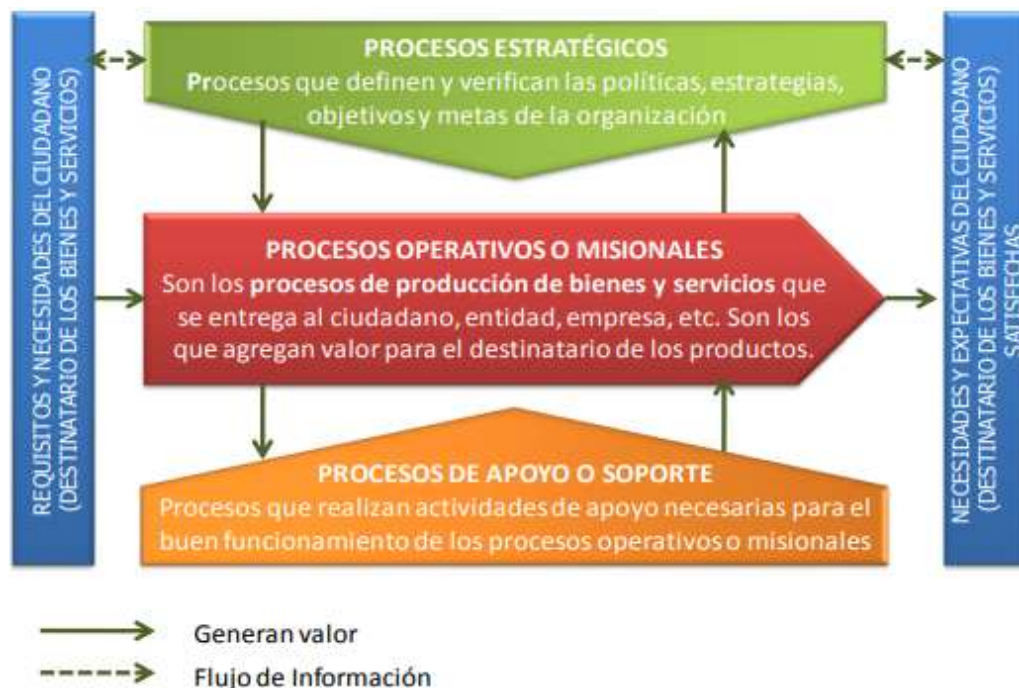 REQUISITOS Y NECESIDADES DEL CIUDADANO
(DESTINATARIO DE LOS BIENES Y SERVICIOS)
PROCESOS ESTRATÉGICOS
Procesos que definen y verifican las políticas, estrategias,
objetivos y metas de la organización
PROCESOS OPERATIVOS O MISIONALES
Son los procesos de producción de bienes y servicios que
se entrega al ciudadano, entidad, empresa, etc. Son los
que agregan valor para el destinatario de los productos.
PROCESOS DE APOYO O SOPORTE
Procesos que realizan actividades de apoyo necesarias para el
buen funcionamiento de los procesos operativos o misionales
NECESIDADES Y EXPECTATIVAS DEL CIUDADANO
(DESTINATARIO DE LOS BIENES Y SERVICIOS)
SATISFECHAS
Generan valor
Flujo de Información